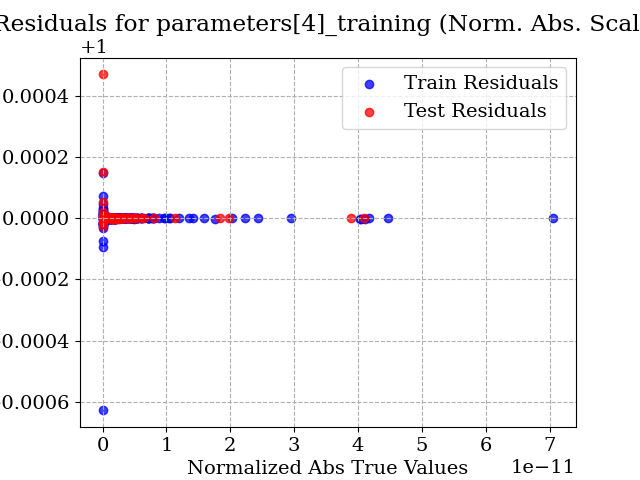 Residuals for parameters[4]_training (Norm. Abs. Scal
+1
Train Residuals
Test Residuals
0.0004
0.0002
0.0000
0.0002
0.0004
0.0006
0 1 2 3 4 5 6 7
1e−11
Normalized Abs True Values